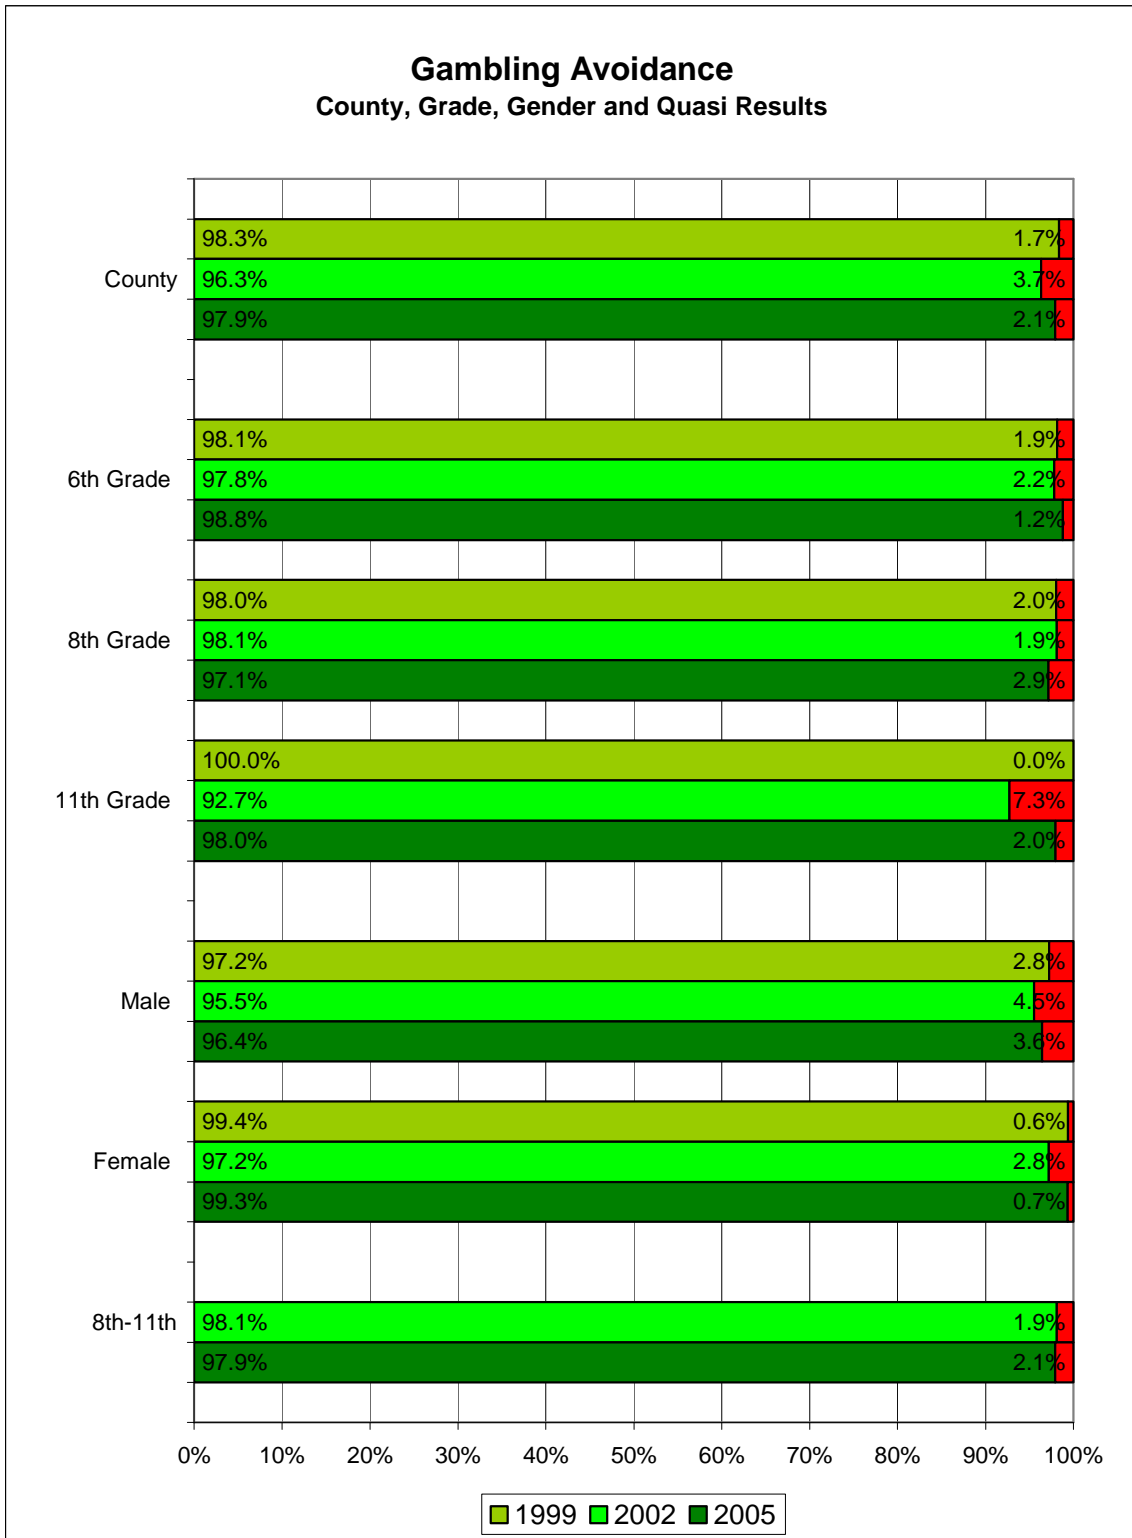 Gambling Avoidance
County, Grade, Gender and Quasi Results
98.3% 1.7%
County 96.3% 3.7%
97.9% 2.1%
98.1% 1.9%
6th Grade 97.8% 2.2%
98.8% 1.2%
98.0% 2.0%
8th Grade 98.1% 1.9%
97.1% 2.9%
100.0% 0.0%
11th Grade 92.7% 7.3%
98.0% 2.0%
97.2% 2.8%
Male 95.5% 4.5%
96.4% 3.6%
99.4% 0.6%
Female 97.2% 2.8%
99.3% 0.7%
8th-11th 98.1% 1.9%
97.9% 2.1%
0% 10% 20% 30% 40% 50% 60% 70% 80% 90% 100%
1999 2002 2005